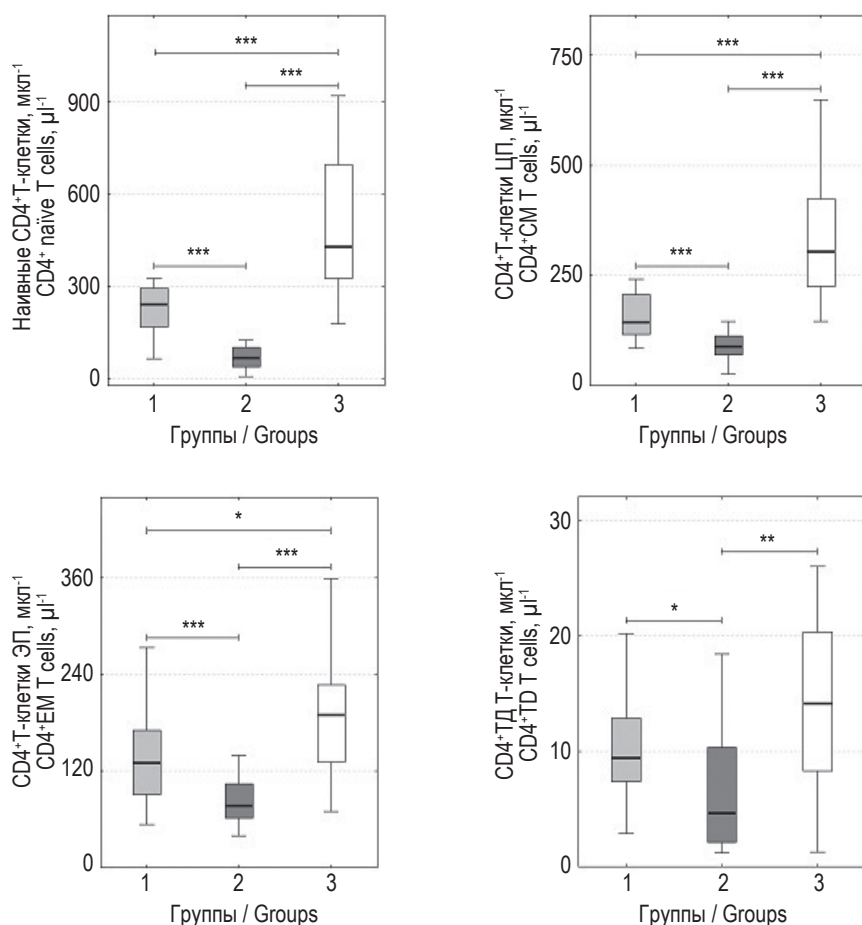 Наивные CD4⁺Т-клетки, мкл⁻¹
CD4⁺ naïve T cells, µl⁻¹
900
600
300
0
***
***
***
1 2 3
Группы / Groups
CD4⁺Т-клетки ЦП, мкл⁻¹
CD4⁺CM T cells, µl⁻¹
750
500
250
0
***
***
***
1 2 3
Группы / Groups
CD4⁺Т-клетки ЭП, мкл⁻¹
CD4⁺EM T cells, µl⁻¹
360
240
120
0
*
***
***
1 2 3
Группы / Groups
CD4⁺ТД Т-клетки, мкл⁻¹
CD4⁺TD T cells, µl⁻¹
30
20
10
0
**
*
1 2 3
Группы / Groups